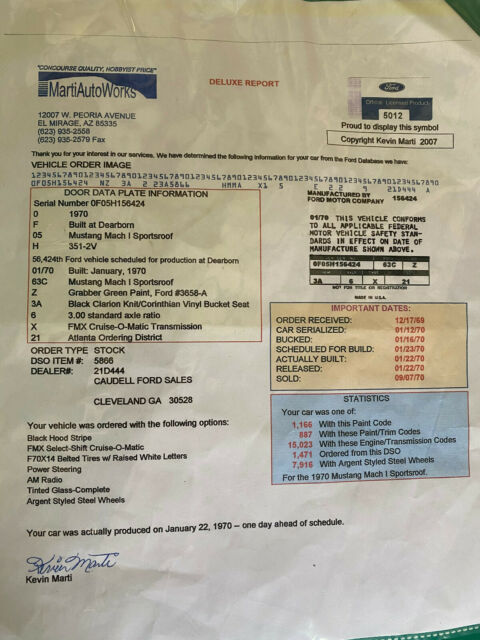 "CONCOURSE QUALITY, HOBBYIST PRICE"
MartiAutoWorks
DELUXE REPORT
Ford
Official Licensed Product
5012
Proud to display this symbol
Copyright Kevin Marti 2007
12007 W. PEORIA AVENUE
EL MIRAGE, AZ 85335
(623) 935-2558
(623) 935-2579 Fax
Thank you for your interest in our services. We have determined the following information for your car from the Ford Database we have:
VEHICLE ORDER IMAGE
12345678901234567890123456789012345678901234567890123456789012345678901234567890
0F05H156424 NZ 3A 2 23A5866 HMMA X1 5 E 2 2 9 21D444 A
DOOR DATA PLATE INFORMATION
Serial Number 0F05H156424
0 1970
F Built at Dearborn
05 Mustang Mach I Sportsroof
H 351-2V
56,424th Ford vehicle scheduled for production at Dearborn
01/70 Built: January, 1970
63C Mustang Mach I Sportsroof
Z Grabber Green Paint, Ford #3658-A
3A Black Clarion Knit/Corinthian Vinyl Bucket Seat
6 3.00 standard axle ratio
X FMX Cruise-O-Matic Transmission
21 Atlanta Ordering District
MANUFACTURED BY
FORD MOTOR COMPANY 156424
01/70 THIS VEHICLE CONFORMS
TO ALL APPLICABLE FEDERAL
MOTOR VEHICLE SAFETY STAN-
DARDS IN EFFECT ON DATE OF
MANUFACTURE SHOWN ABOVE.
0F05H156424 63C Z
3A 6 X 21
NOT FOR TITLE OR REGISTRATION
MADE IN U.S.A.
ORDER TYPE STOCK
DSO ITEM #: 5866
DEALER#: 21D444
CAUDELL FORD SALES
CLEVELAND GA 30528
IMPORTANT DATES:
ORDER RECEIVED: 12/17/69
CAR SERIALIZED: 01/12/70
BUCKED: 01/16/70
SCHEDULED FOR BUILD: 01/23/70
ACTUALLY BUILT: 01/22/70
RELEASED: 01/22/70
SOLD: 09/07/70
STATISTICS
Your car was one of:
1,166 With this Paint Code
887 With these Paint/Trim Codes
15,023 With these Engine/Transmission Codes
1,471 Ordered from this DSO
7,916 With Argent Styled Steel Wheels
For the 1970 Mustang Mach I Sportsroof.
Your vehicle was ordered with the following options:
Black Hood Stripe
FMX Select-Shift Cruise-O-Matic
F70X14 Belted Tires w/ Raised White Letters
Power Steering
AM Radio
Tinted Glass-Complete
Argent Styled Steel Wheels
Your car was actually produced on January 22, 1970 – one day ahead of schedule.
Kevin Marti
Kevin Marti